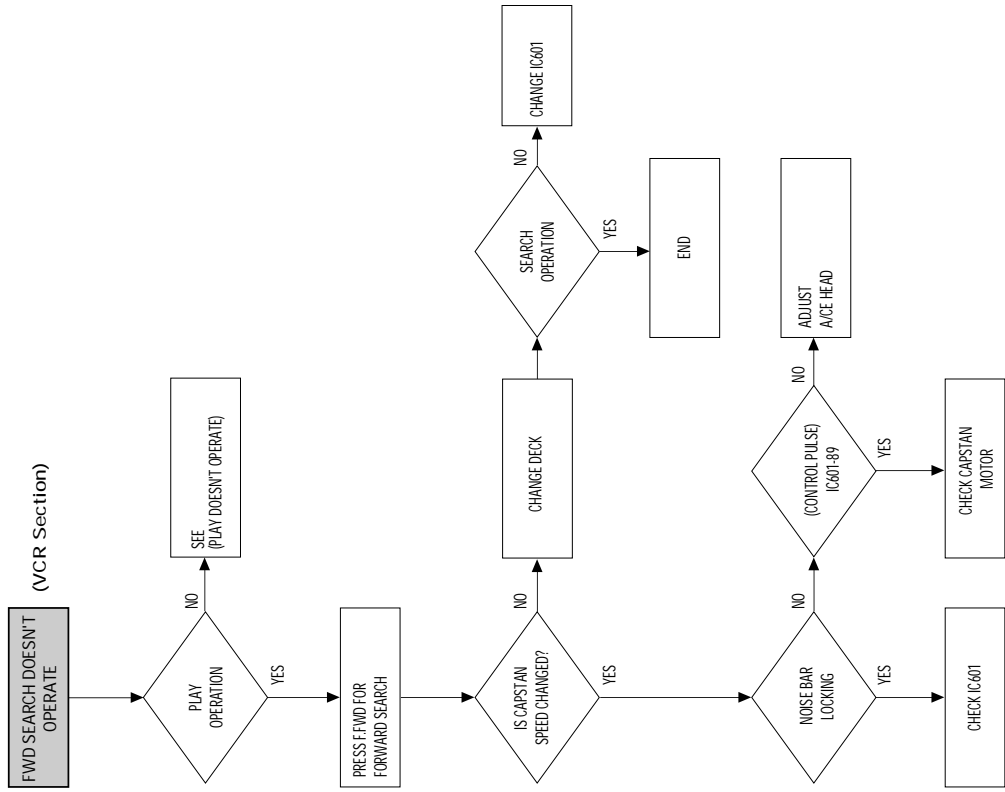 FWD SEARCH DOESN'T
OPERATE
(VCR Section)
PLAY
OPERATION
NO
SEE
(PLAY DOESN'T OPERATE)
YES
PRESS F.FWD FOR
FORWARD SEARCH
IS CAPSTAN
SPEED CHANGED?
NO
CHANGE DECK
SEARCH
OPERATION
NO
CHANGE IC601
YES
END
YES
NOISE BAR
LOCKING
NO
(CONTROL PULSE)
IC601-89
NO
ADJUST
A/CE HEAD
YES
CHECK IC601
YES
CHECK CAPSTAN
MOTOR